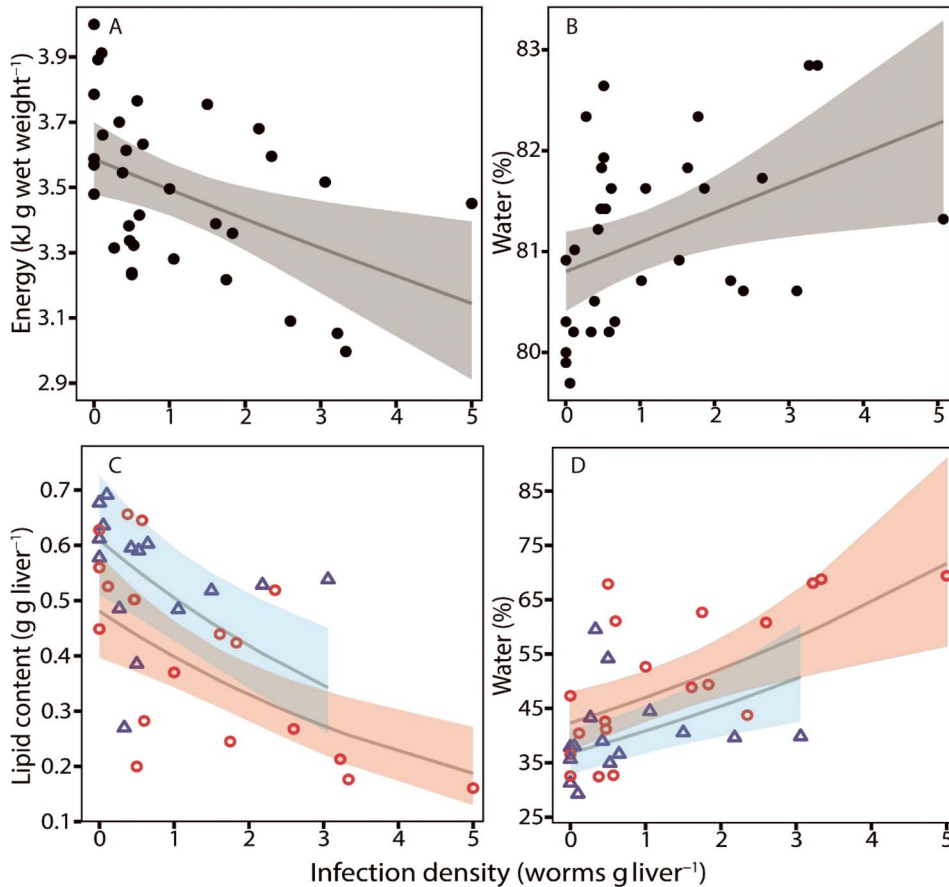 A
B
Energy (kJ g wet weight⁻¹)
3.9
3.7
3.5
3.3
3.1
2.9
0 1 2 3 4 5
Water (%)
83
82
81
80
0 1 2 3 4 5
C
D
Lipid content (g g liver⁻¹)
0.7
0.6
0.5
0.4
0.3
0.2
0.1
0 1 2 3 4 5
Water (%)
85
75
65
55
45
35
25
0 1 2 3 4 5
Infection density (worms g liver⁻¹)